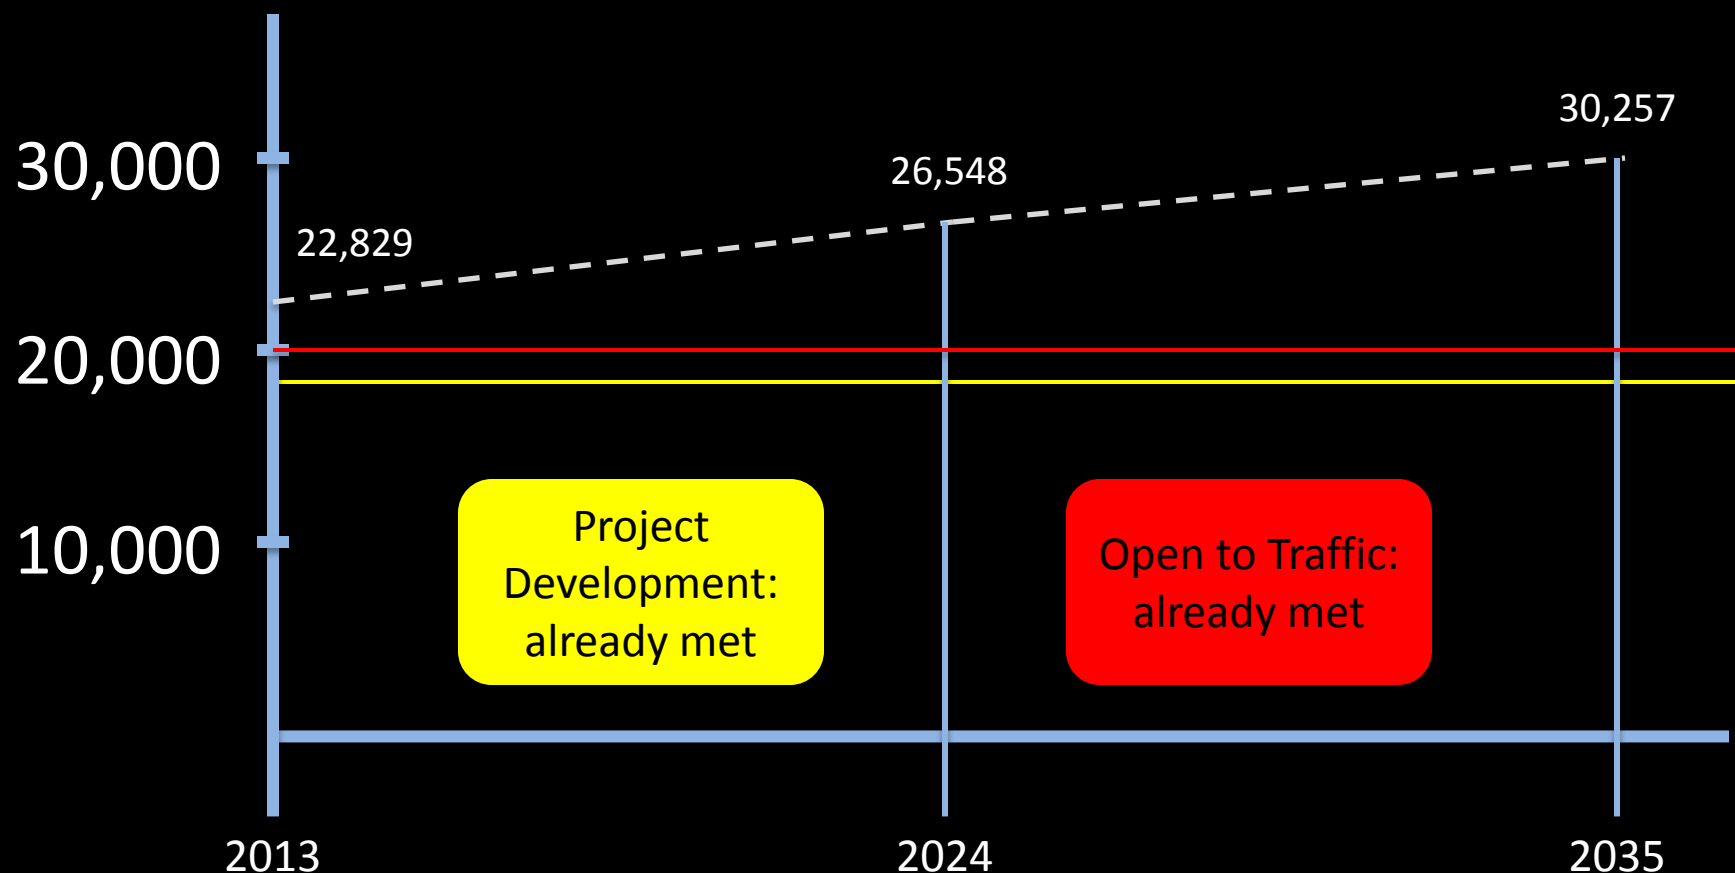 30,257
30,000
26,548
22,829
20,000
10,000
Project
Development:
already met
Open to Traffic:
already met
2013
2024
2035